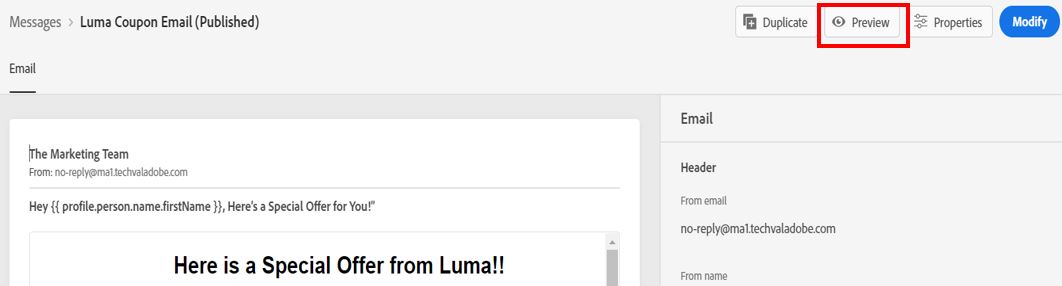 Messages > Luma Coupon Email (Published)
Duplicate
Preview
Properties
Modify
Email
The Marketing Team
From: no-reply@ma1.techvaladobe.com
Hey {{ profile.person.name.firstName }}, Here's a Special Offer for You!"
Here is a Special Offer from Luma!!
Email
Header
From email
no-reply@ma1.techvaladobe.com
From name